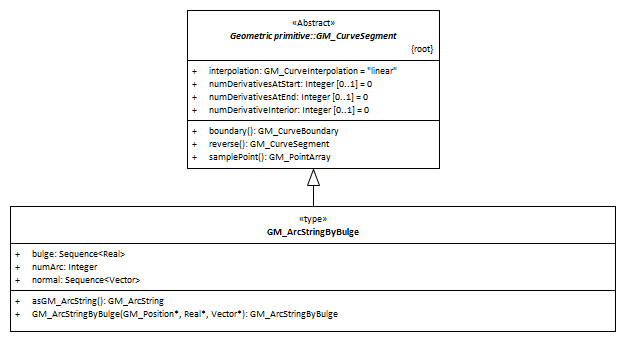 «Abstract»
Geometric primitive::GM_CurveSegment
{root}
+ interpolation: GM_CurveInterpolation = "linear"
+ numDerivativesAtStart: Integer [0..1] = 0
+ numDerivativesAtEnd: Integer [0..1] = 0
+ numDerivativeInterior: Integer [0..1] = 0
+ boundary(): GM_CurveBoundary
+ reverse(): GM_CurveSegment
+ samplePoint(): GM_PointArray
«type»
GM_ArcStringByBulge
+ bulge: Sequence<Real>
+ numArc: Integer
+ normal: Sequence<Vector>
+ asGM_ArcString(): GM_ArcString
+ GM_ArcStringByBulge(GM_Position*, Real*, Vector*): GM_ArcStringByBulge